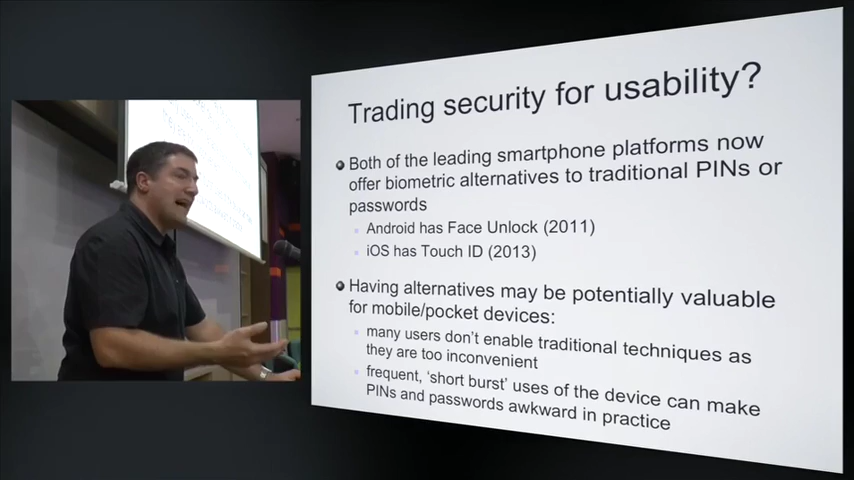 Trading security for usability?
Both of the leading smartphone platforms now
offer biometric alternatives to traditional PINs or
passwords
Android has Face Unlock (2011)
iOS has Touch ID (2013)
Having alternatives may be potentially valuable
for mobile/pocket devices:
many users don't enable traditional techniques as
they are too inconvenient
frequent, 'short burst' uses of the device can make
PINs and passwords awkward in practice